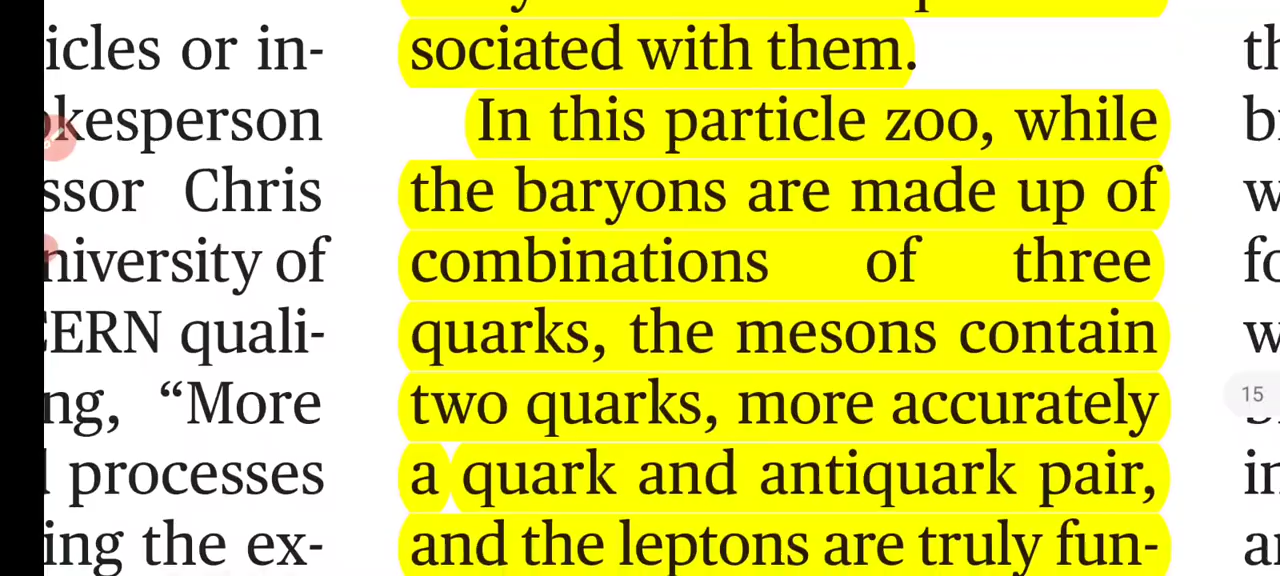 icles or in-
kesperson
ssor Chris
niversity of
ERN quali-
ng, “More
processes
ing the ex-
sociated with them.
In this particle zoo, while
the baryons are made up of
combinations of three
quarks, the mesons contain
two quarks, more accurately
a quark and antiquark pair,
and the leptons are truly fun-
15